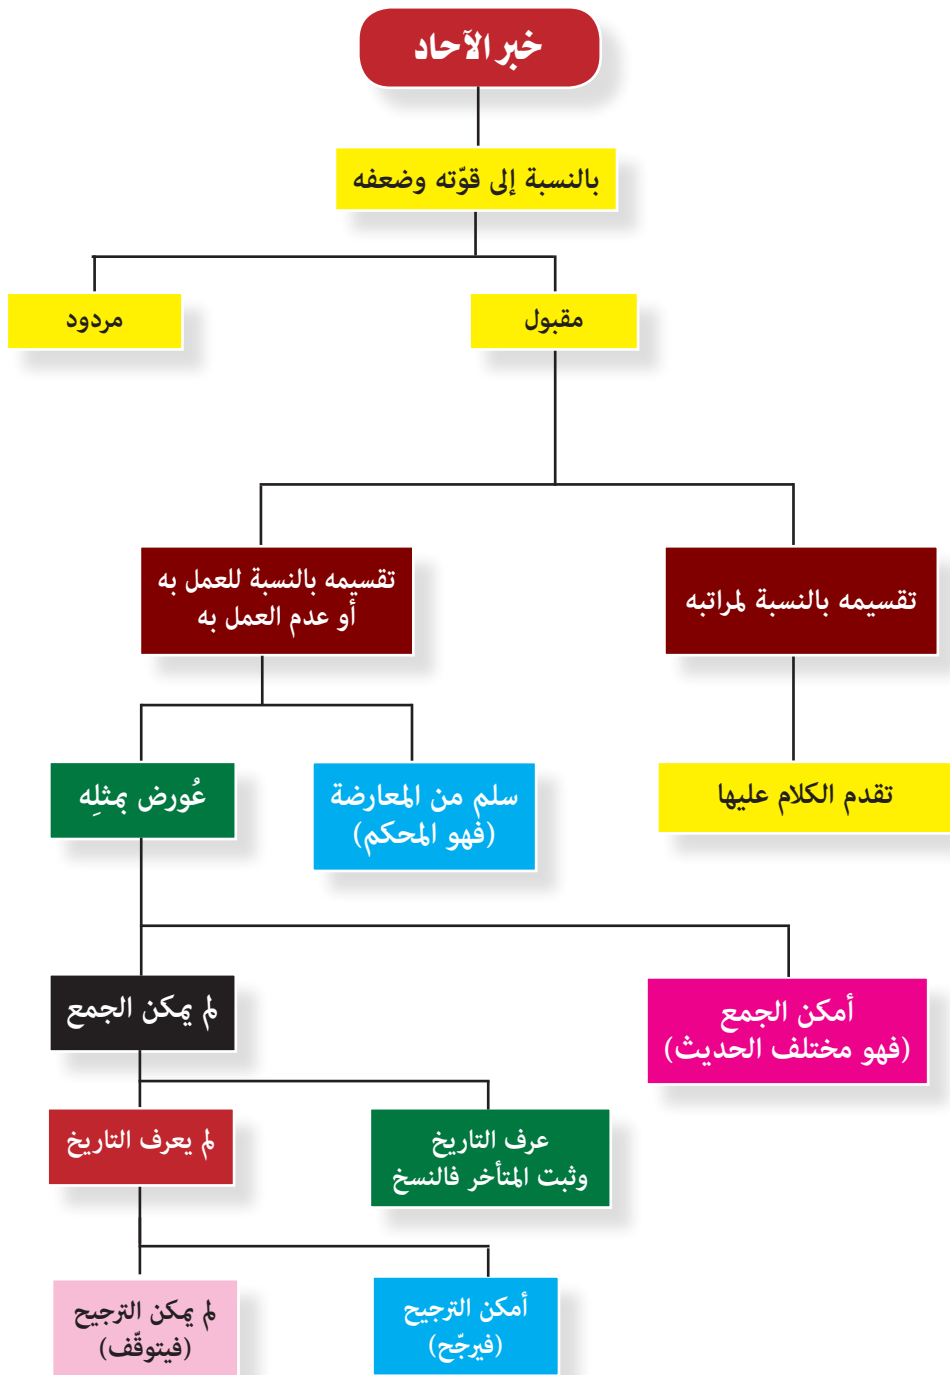 خبر الآحاد
بالنسبة إلى قوّته وضعفه
مقبول
مردود
تقسيمه بالنسبة لمراتبه
تقسيمه بالنسبة للعمل به
أو عدم العمل به
تقدم الكلام عليها
سلم من المعارضة
(فهو المحكم)
عُورض بمثلِه
أمكن الجمع
(فهو مختلف الحديث)
لم يمكن الجمع
عرف التاريخ
وثبت المتأخر فالنسخ
لم يعرف التاريخ
أمكن الترجيح
(فيرجّح)
لم يمكن الترجيح
(فيتوقّف)